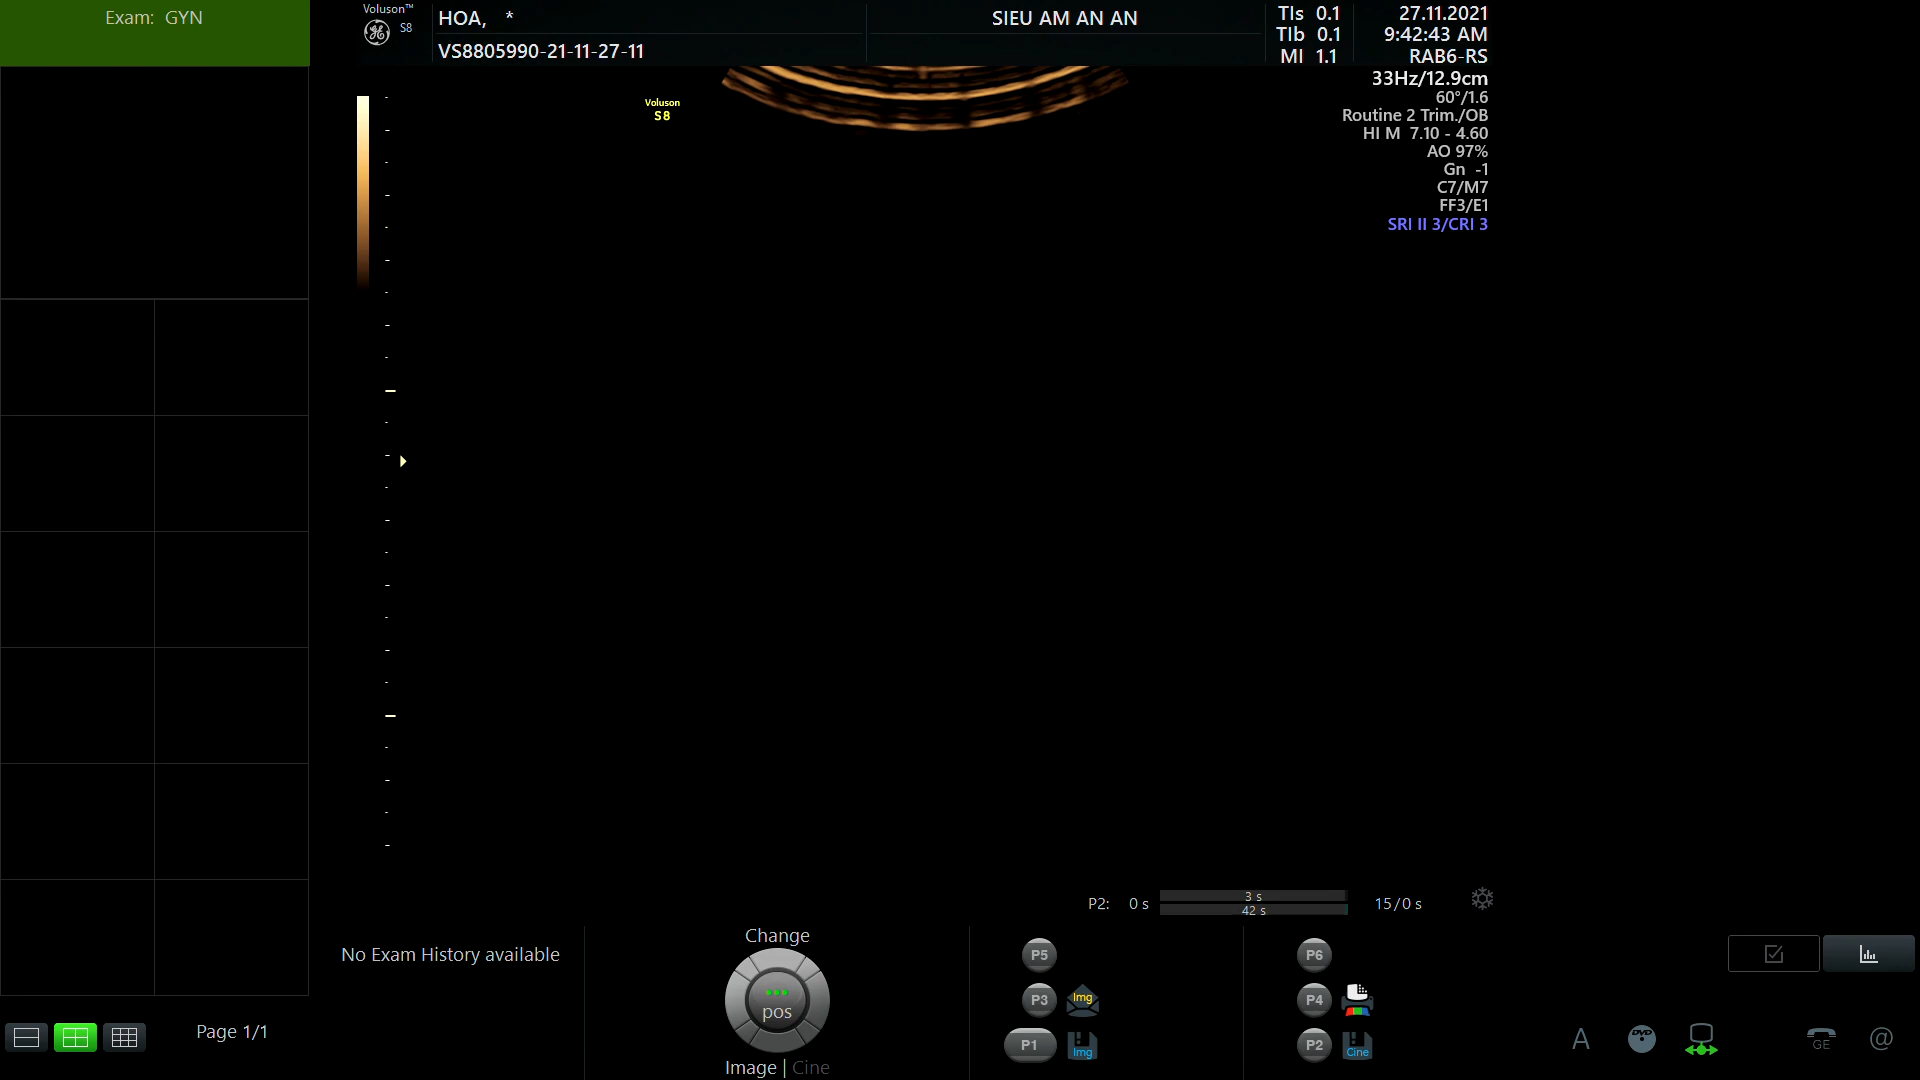 Exam: GYN
Voluson™
S8
HOA, *
VS8805990-21-11-27-11
SIEU AM AN AN
TIs 0.1
TIb 0.1
MI 1.1
27.11.2021
9:42:43 AM
RAB6-RS
33Hz/12.9cm
60°/1.6
Routine 2 Trim./OB
HI M 7.10 - 4.60
AO 97%
Gn -1
C7/M7
FF3/E1
SRI II 3/CRI 3
Voluson
S8
P2: 0 s
3 s
42 s
15/0 s
No Exam History available
Change
pos
Image | Cine
P5
P3 Img
P1 Img
P6
P4
P2 Cine
Page 1/1
A
DVD
GE
@